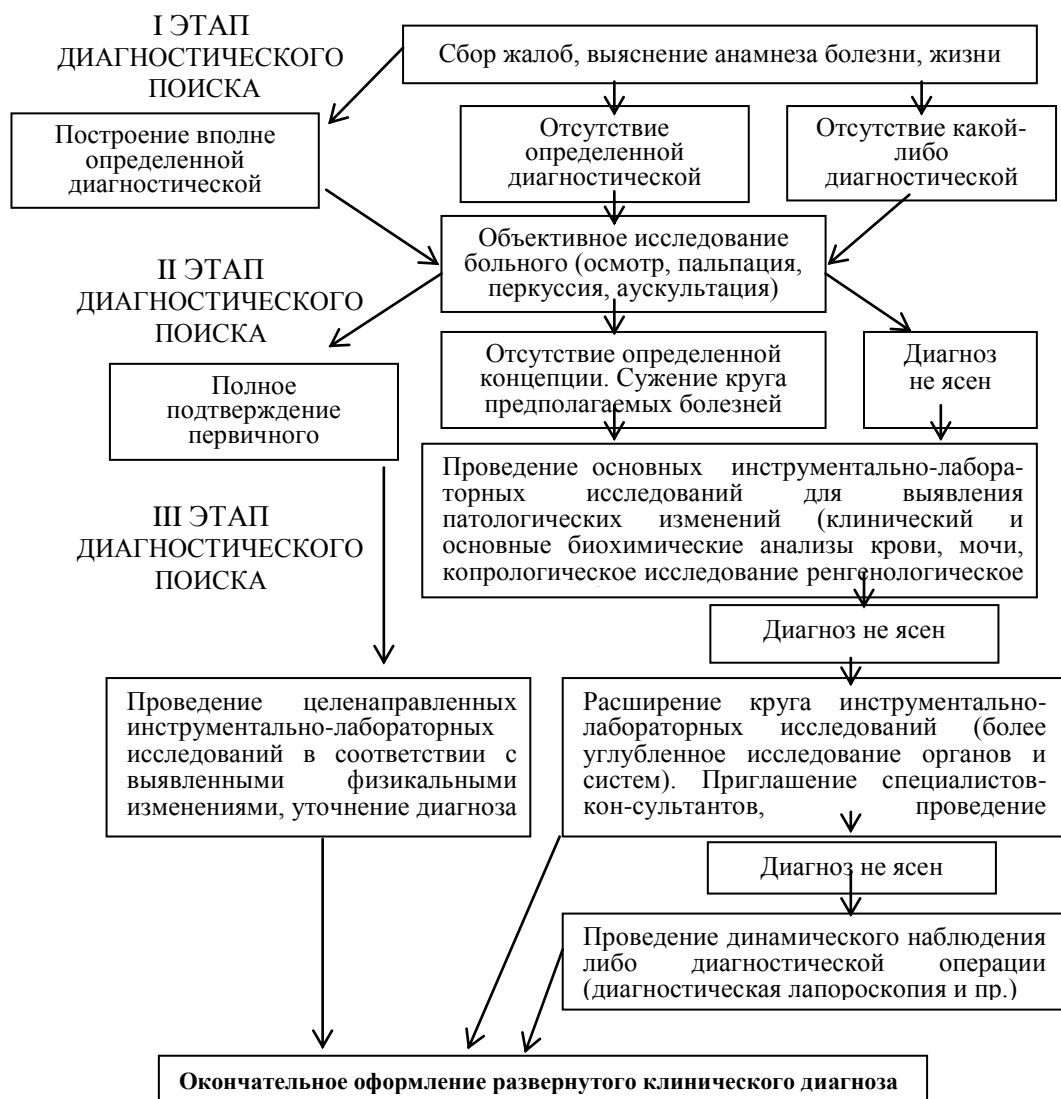 I ЭТАП
ДИАГНОСТИЧЕСКОГО
ПОИСКА
Сбор жалоб, выяснение анамнеза болезни, жизни
Построение вполне
определенной
диагностической
Отсутствие
определенной
диагностической
Отсутствие какой-
либо
диагностической
Объективное исследование
больного (осмотр, пальпация,
перкуссия, аускультация)
II ЭТАП
ДИАГНОСТИЧЕСКОГО
ПОИСКА
Полное
подтверждение
первичного
Отсутствие определенной
концепции. Сужение круга
предполагаемых болезней
Диагноз
не ясен
Проведение основных инструментально-лабора-
торных исследований для выявления
патологических изменений (клинический и
основные биохимические анализы крови, мочи,
копрологическое исследование ренгенологическое
III ЭТАП
ДИАГНОСТИЧЕСКОГО
ПОИСКА
Диагноз не ясен
Проведение целенаправленных
инструментально-лабораторных
исследований в соответствии с
выявленными физикальными
изменениями, уточнение диагноза
Расширение круга инструментально-
лабораторных исследований (более
углубленное исследование органов и
систем). Приглашение специалистов-
кон-сультантов, проведение
Диагноз не ясен
Проведение динамического наблюдения
либо диагностической операции
(диагностическая лапороскопия и пр.)
Окончательное оформление развернутого клинического диагноза